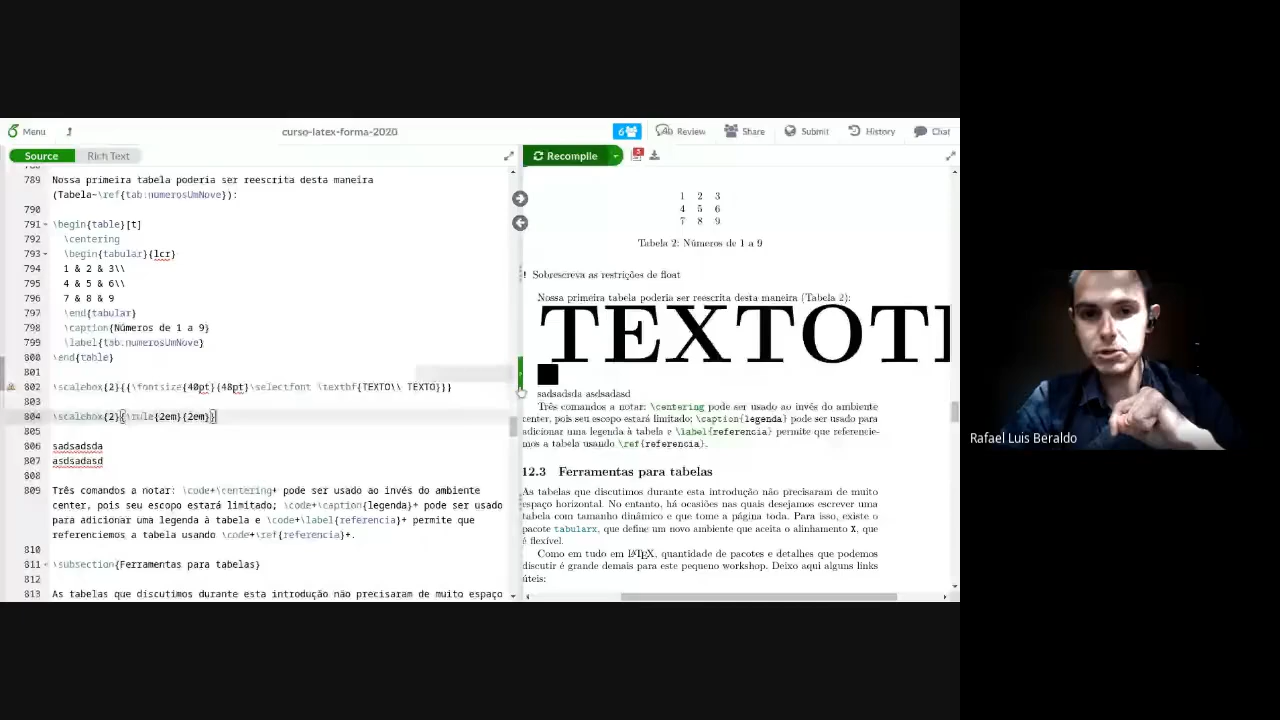 Menu
curso-latex-forma-2020
6
Review
Share
Submit
History
Chat
Source
Rich Text
Recompile
789 Nossa primeira tabela poderia ser reescrita desta maneira
(Tabela~\ref{tab:numerosUmNove}):
790
791 \begin{table}[t]
792 \centering
793 \begin{tabular}{lcr}
794 1 & 2 & 3\\
795 4 & 5 & 6\\
796 7 & 8 & 9
797 \end{tabular}
798 \caption{Números de 1 a 9}
799 \label{tab:numerosUmNove}
800 \end{table}
801
802 \scalebox{2}{{\fontsize{40pt}{48pt}\selectfont \textbf{TEXTO\\ TEXTO}}}
803
804 \scalebox{2}{\rule{2em}{2em}}
805
806 sadsadsda
807 asdsadasd
808
809 Três comandos a notar: \code+\centering+ pode ser usado ao invés do ambiente
center, pois seu escopo estará limitado; \code+\caption{legenda}+ pode ser usado
para adicionar uma legenda à tabela e \code+\label{referencia}+ permite que
referenciemos a tabela usando \code+\ref{referencia}+.
810
811 \subsection{Ferramentas para tabelas}
812
813 As tabelas que discutimos durante esta introdução não precisaram de muito espaço
1 2 3
4 5 6
7 8 9
Tabela 2: Números de 1 a 9
! Sobrescreva as restrições de float
Nossa primeira tabela poderia ser reescrita desta maneira (Tabela 2):
TEXTOT
sadsadsda asdsadasd
Três comandos a notar: \centering pode ser usado ao invés do ambiente
center, pois seu escopo estará limitado; \caption{legenda} pode ser usado para
adicionar uma legenda à tabela e \label{referencia} permite que referencie-
mos a tabela usando \ref{referencia}.
12.3 Ferramentas para tabelas
As tabelas que discutimos durante esta introdução não precisaram de muito
espaço horizontal. No entanto, há ocasiões nas quais desejamos escrever uma
tabela com tamanho dinâmico e que tome a página toda. Para isso, existe o
pacote tabularx, que define um novo ambiente que aceita o alinhamento X, que
é flexível.
Como em tudo em LATEX, quantidade de pacotes e detalhes que podemos
discutir é grande demais para este pequeno workshop. Deixo aqui alguns links
úteis:
Rafael Luis Beraldo